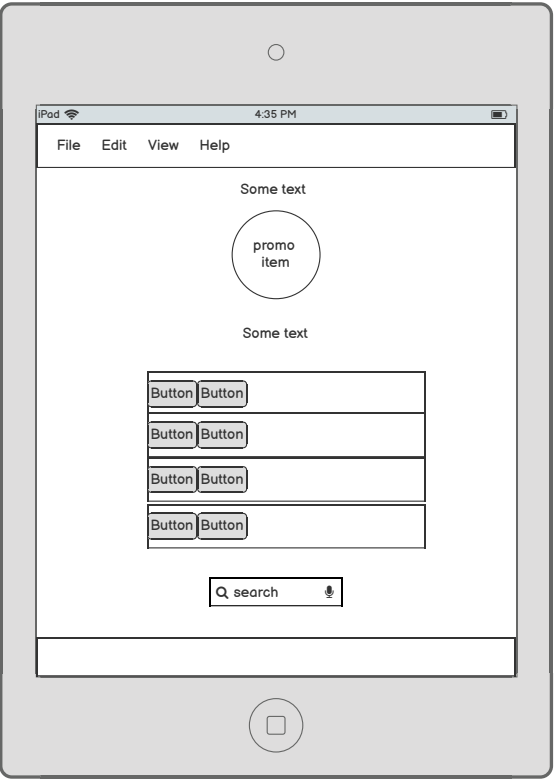 iPad 4:35 PM
File Edit View Help
Some text
promo
item
Some text
Button Button
Button Button
Button Button
Button Button
search